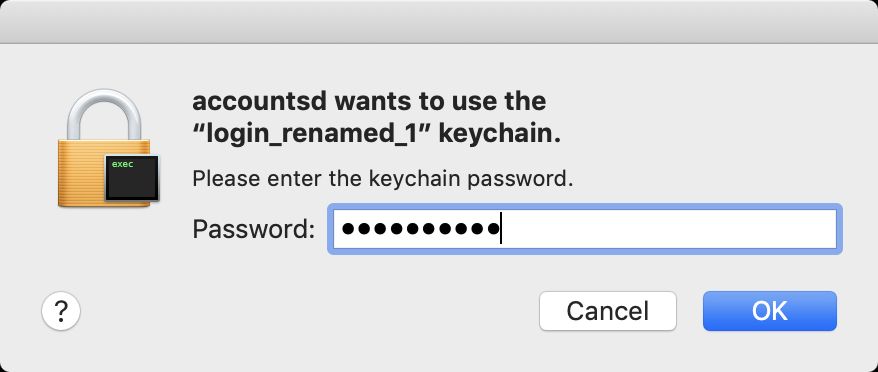 accountsd wants to use the
“login_renamed_1” keychain.
exec
Please enter the keychain password.
Password: ••••••••••
?
Cancel
OK